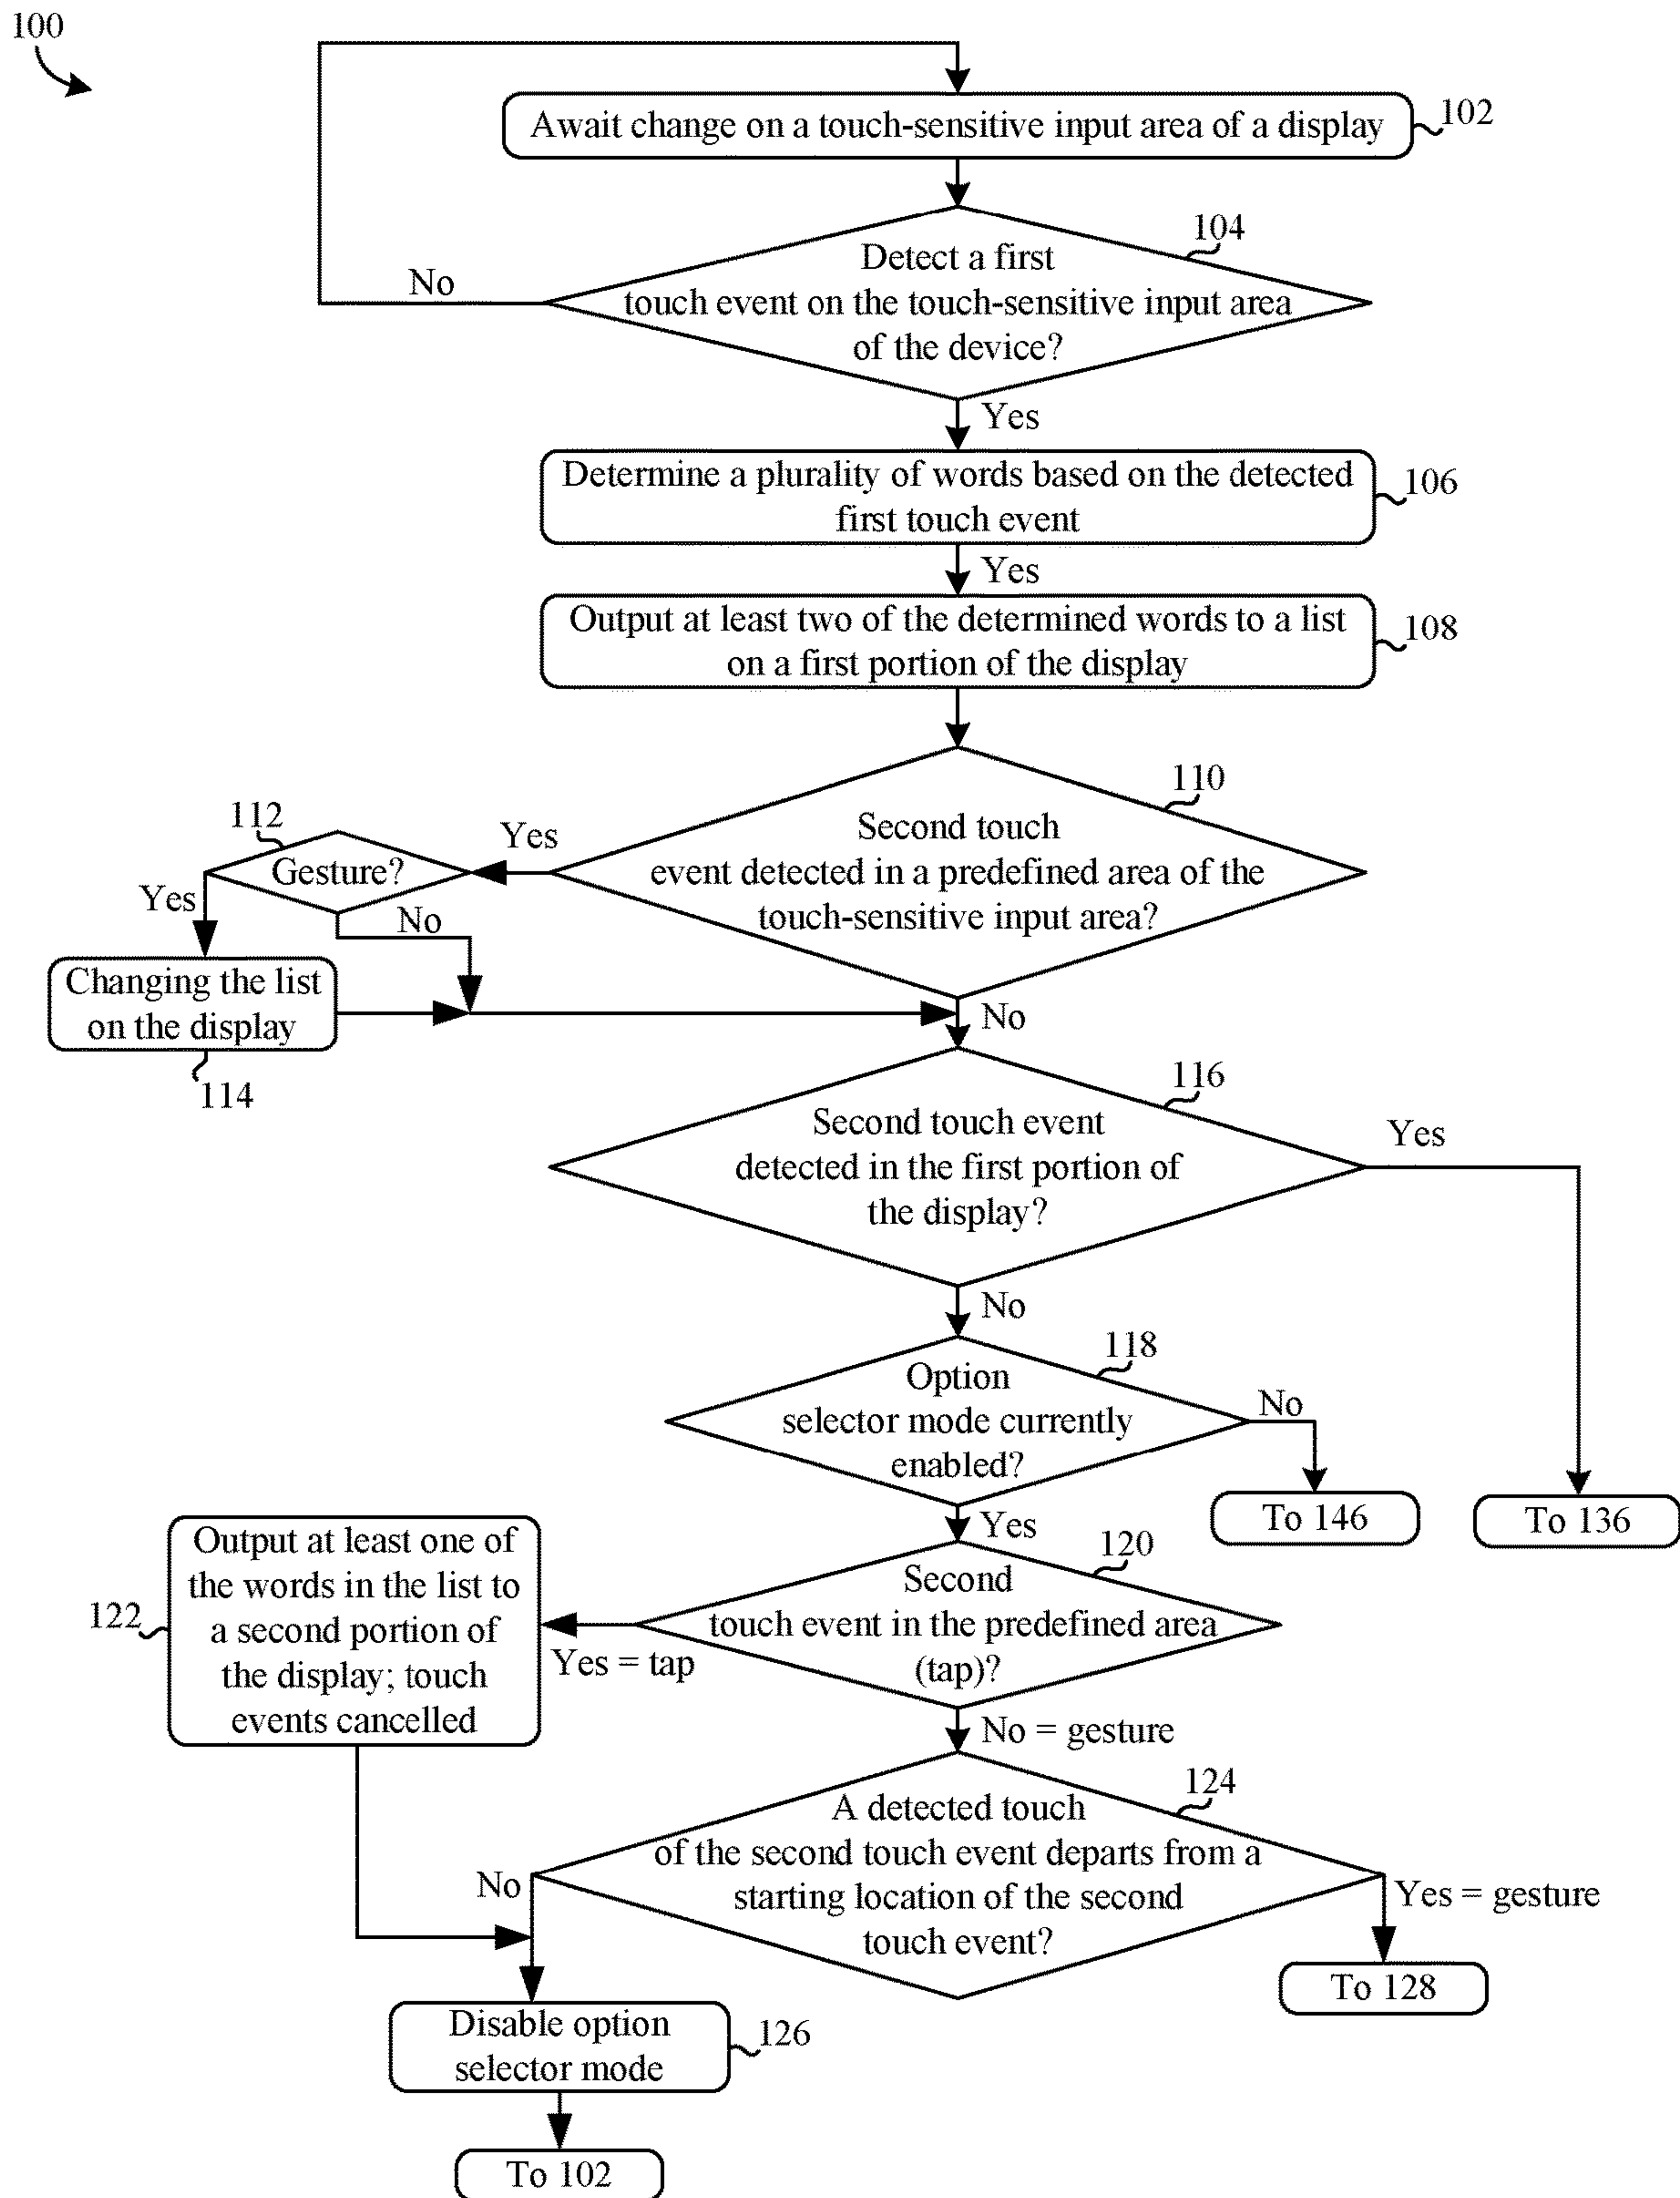 100
Await change on a touch-sensitive input area of a display
102
104
Detect a first
touch event on the touch-sensitive input area
of the device?
No
Yes
Determine a plurality of words based on the detected
first touch event
106
Yes
Output at least two of the determined words to a list
on a first portion of the display
108
110
Second touch
event detected in a predefined area of the
touch-sensitive input area?
Yes
112
Gesture?
Yes
No
Changing the list
on the display
114
No
116
Second touch event
detected in the first portion of
the display?
Yes
No
118
Option
selector mode currently
enabled?
No
To 146
To 136
Yes
120
Second
touch event in the predefined area
(tap)?
Yes = tap
Output at least one of
the words in the list to
a second portion of
the display; touch
events cancelled
122
No = gesture
124
A detected touch
of the second touch event departs from a
starting location of the second
touch event?
No
Yes = gesture
To 128
Disable option
selector mode
126
To 102